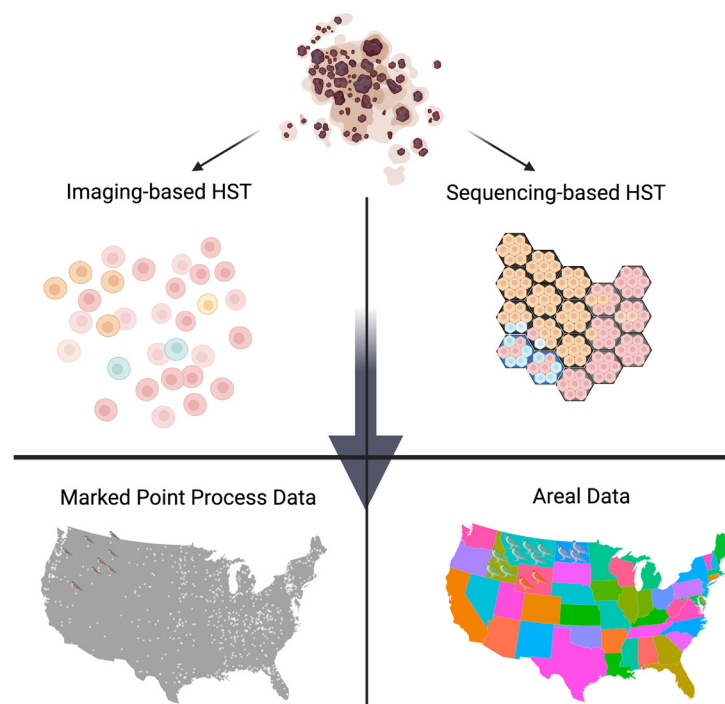 Imaging-based HST
Sequencing-based HST
Marked Point Process Data
Areal Data